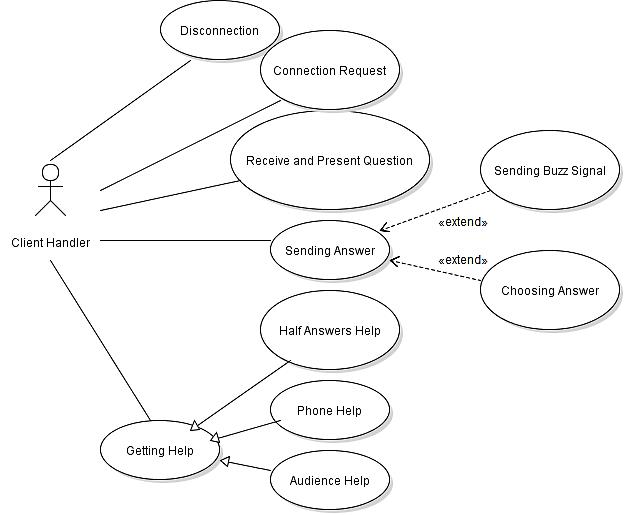 Disconnection
Connection Request
Receive and Present Question
Sending Buzz Signal
«extend»
Client Handler
Sending Answer
«extend»
Choosing Answer
Half Answers Help
Phone Help
Getting Help
Audience Help